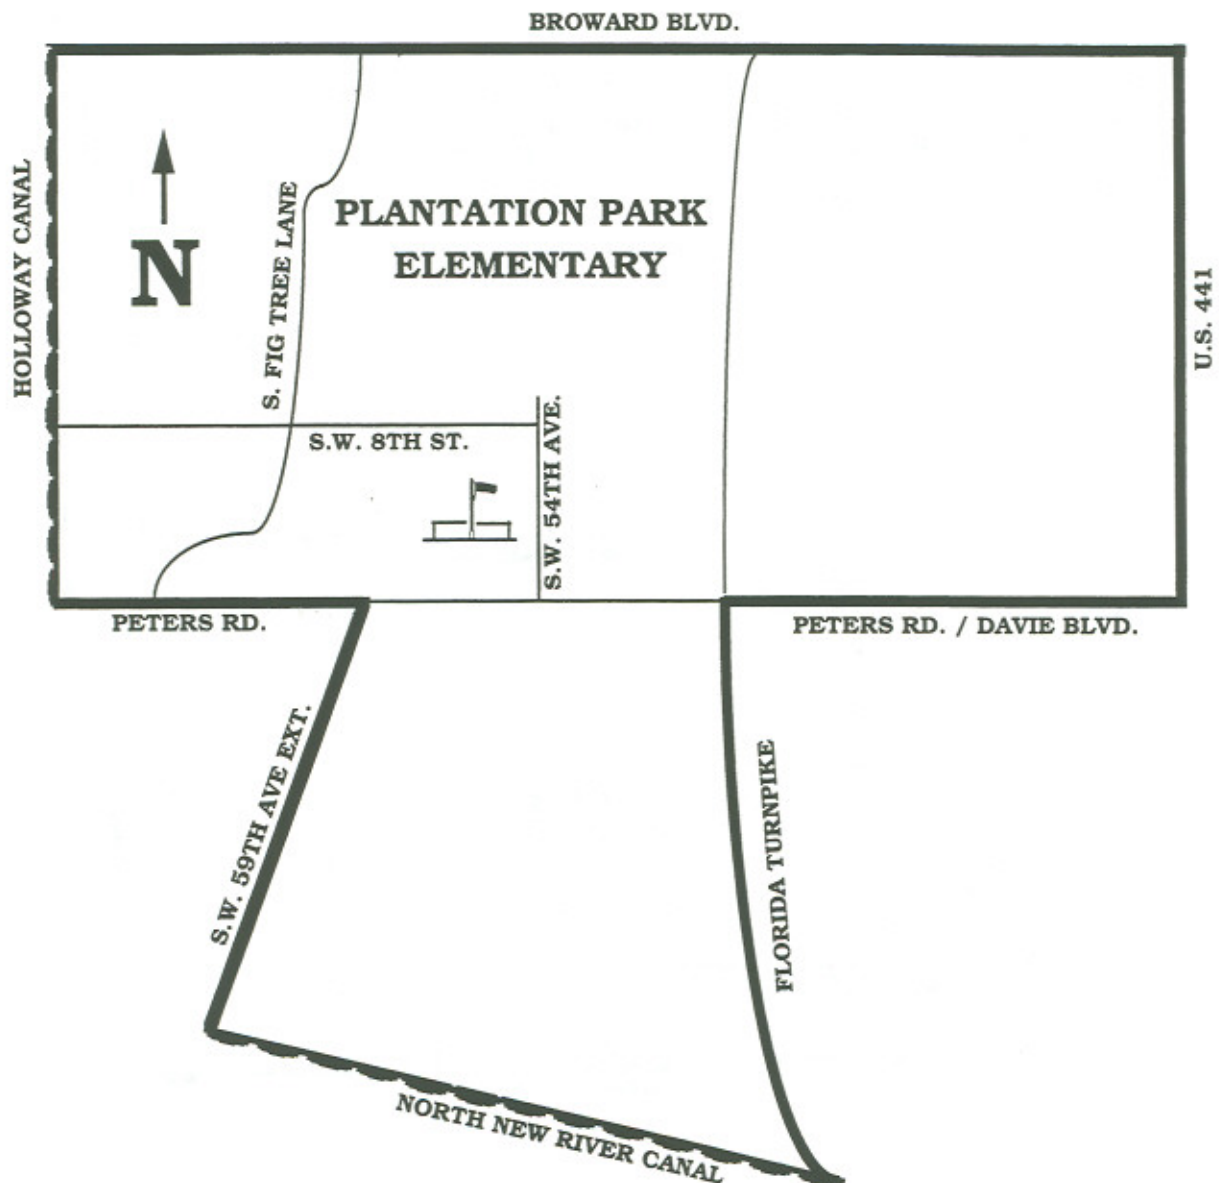 BROWARD BLVD.
HOLLOWAY CANAL
N
S. FIG TREE LANE
PLANTATION PARK
ELEMENTARY
U.S. 441
S.W. 8TH ST.
S.W. 54TH AVE.
PETERS RD.
PETERS RD. / DAVIE BLVD.
S.W. 59TH AVE EXT.
FLORIDA TURNPIKE
NORTH NEW RIVER CANAL